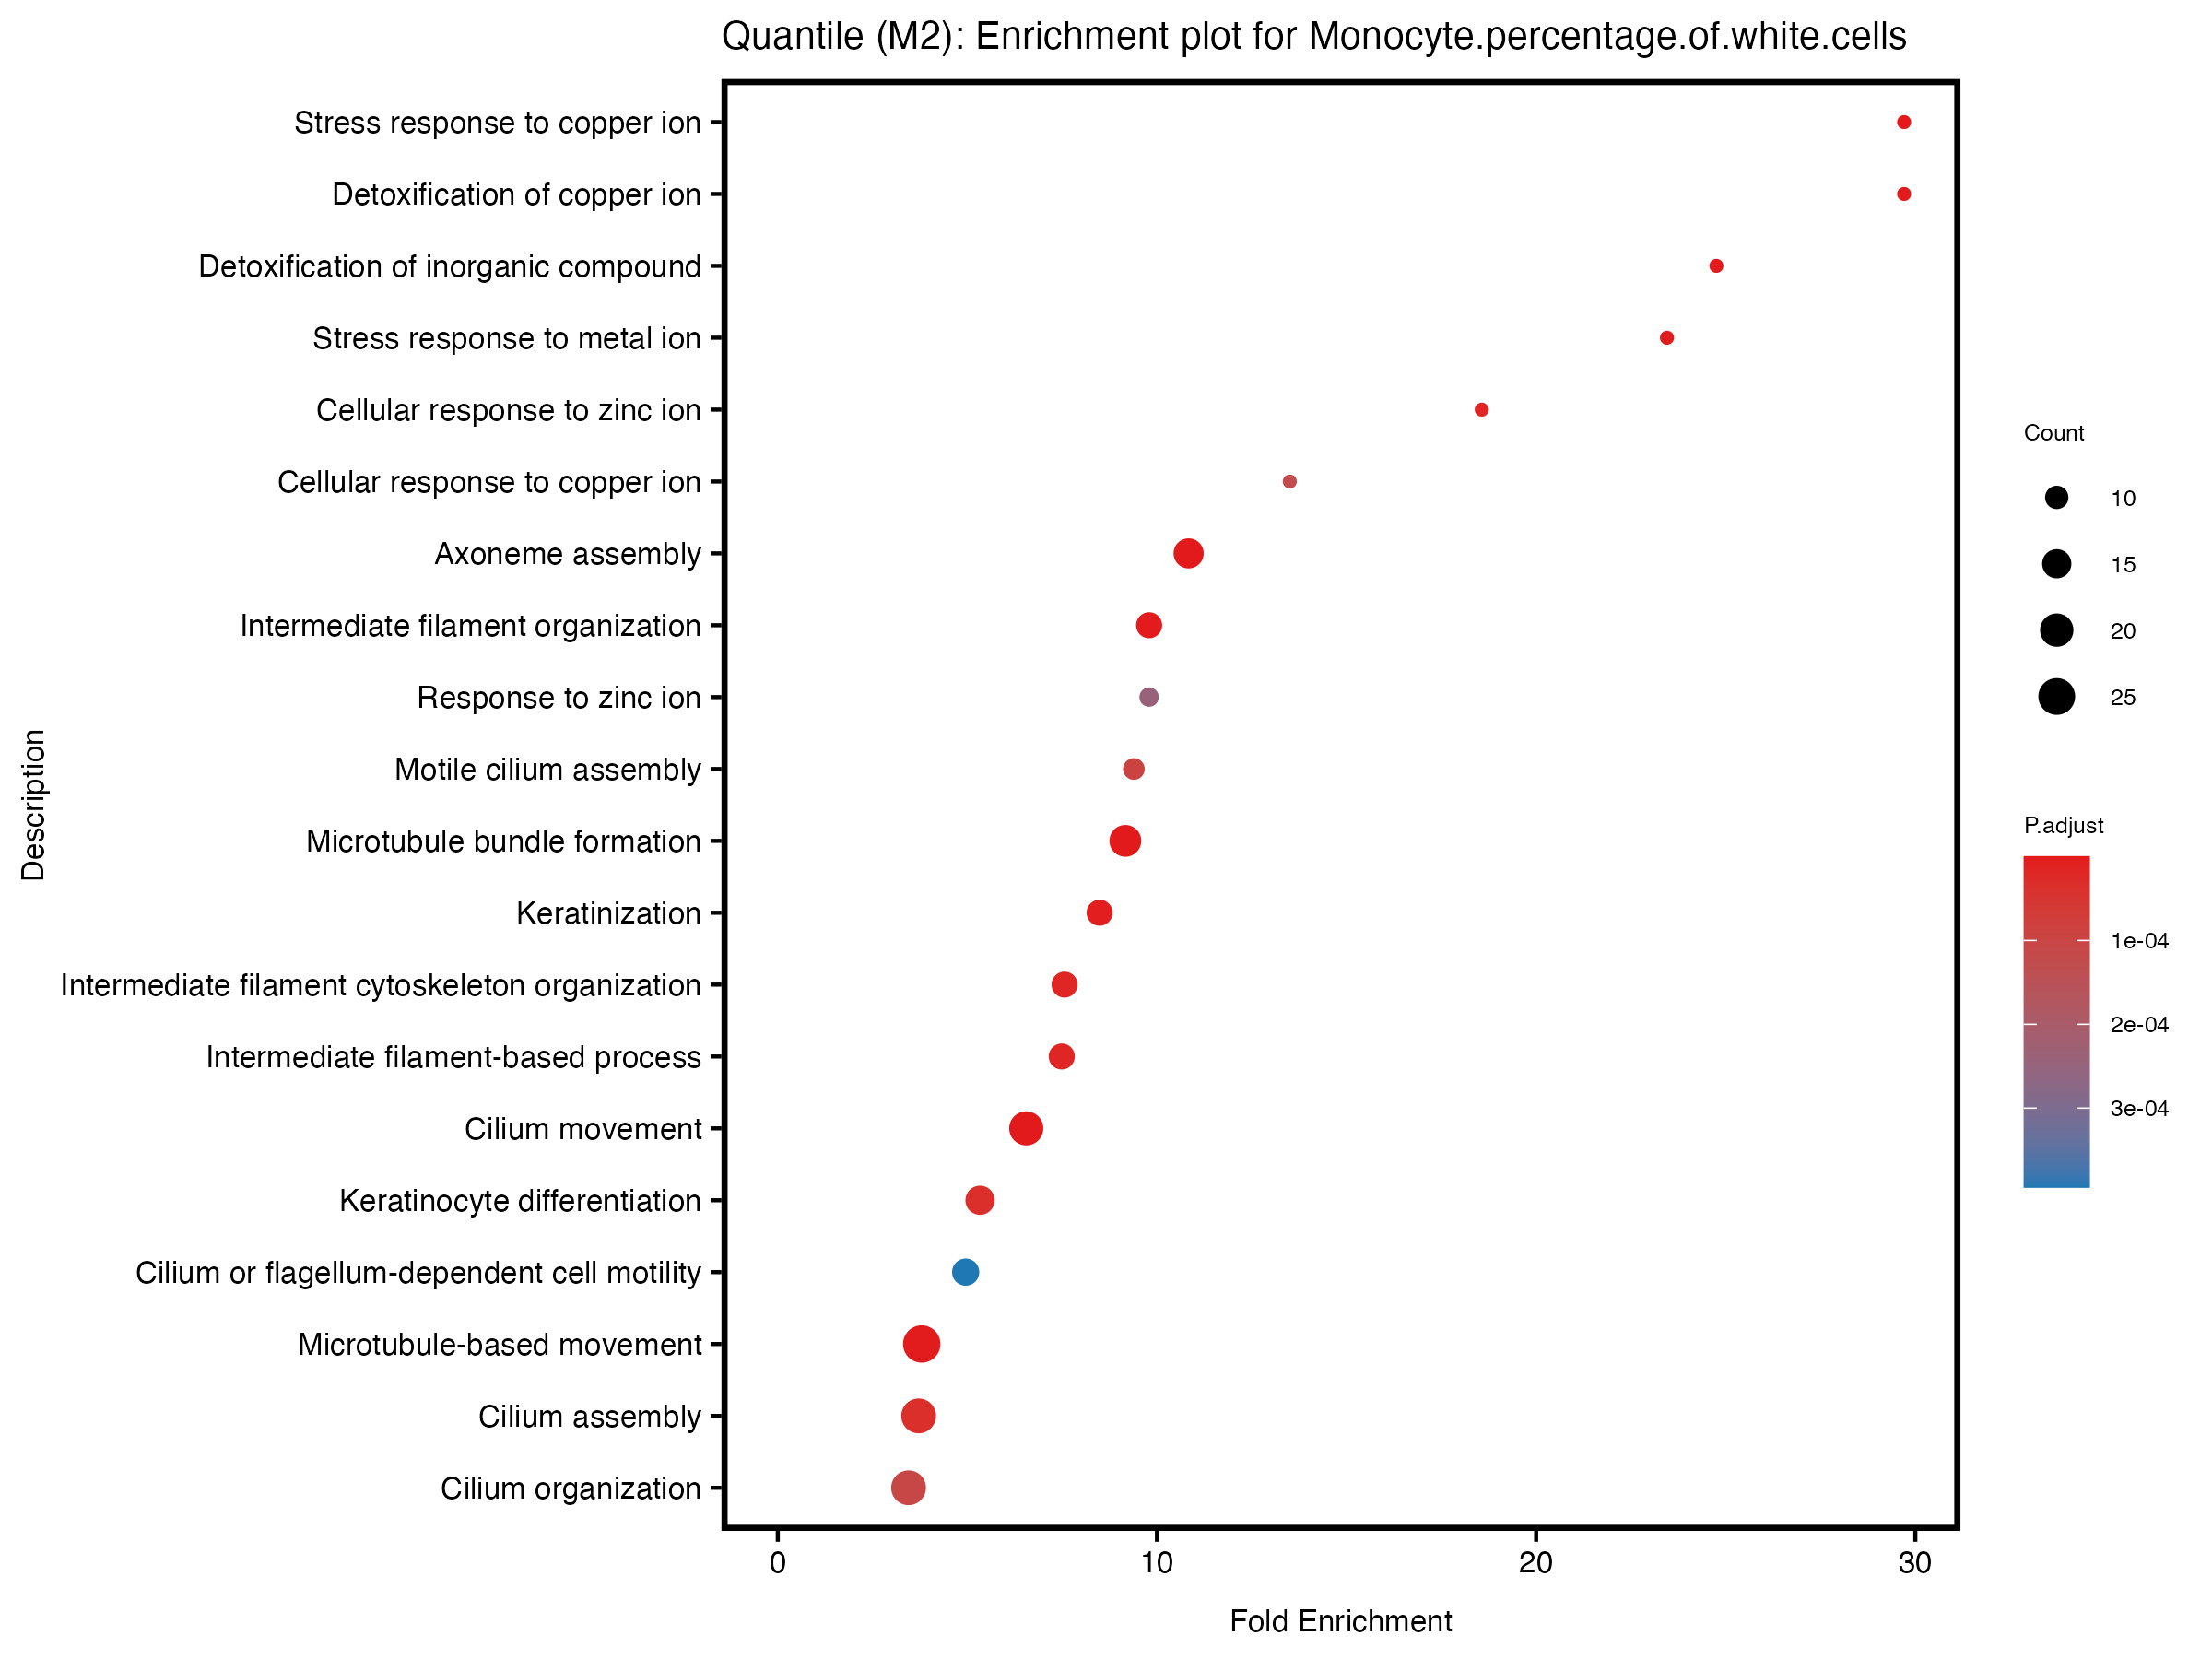 Quantile (M2): Enrichment plot for Monocyte.percentage.of.white.cells
Stress response to copper ion
Detoxification of copper ion
Detoxification of inorganic compound
Stress response to metal ion
Cellular response to zinc ion
Cellular response to copper ion
Axoneme assembly
Intermediate filament organization
Response to zinc ion
Motile cilium assembly
Microtubule bundle formation
Keratinization
Intermediate filament cytoskeleton organization
Intermediate filament-based process
Cilium movement
Keratinocyte differentiation
Cilium or flagellum-dependent cell motility
Microtubule-based movement
Cilium assembly
Cilium organization
Description
0 10 20 30
Fold Enrichment
Count
10
15
20
25
P.adjust
1e-04
2e-04
3e-04